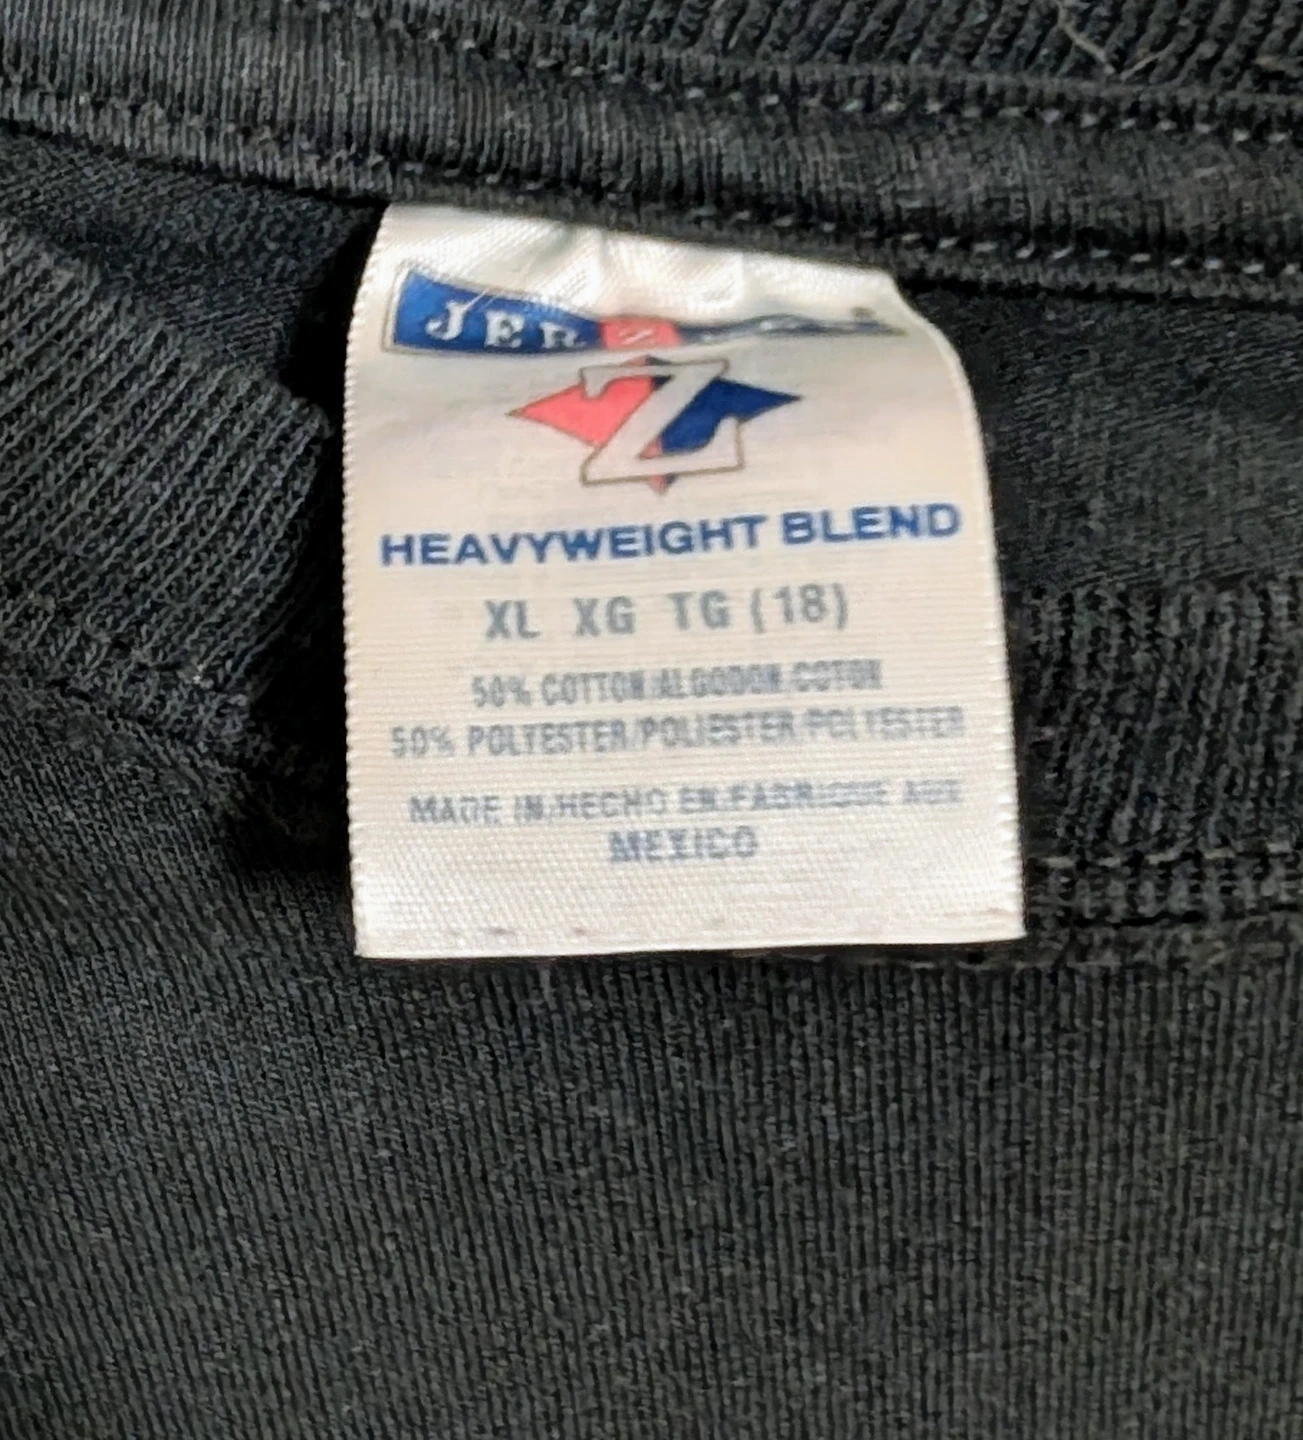 JERZ
Z
HEAVYWEIGHT BLEND
XL XG TG (18)
50% COTTON/ALGODON/COTON
50% POLYESTER/POLIESTER/POLYESTER
MADE IN/HECHO EN/FABRIQUE AUX
MEXICO